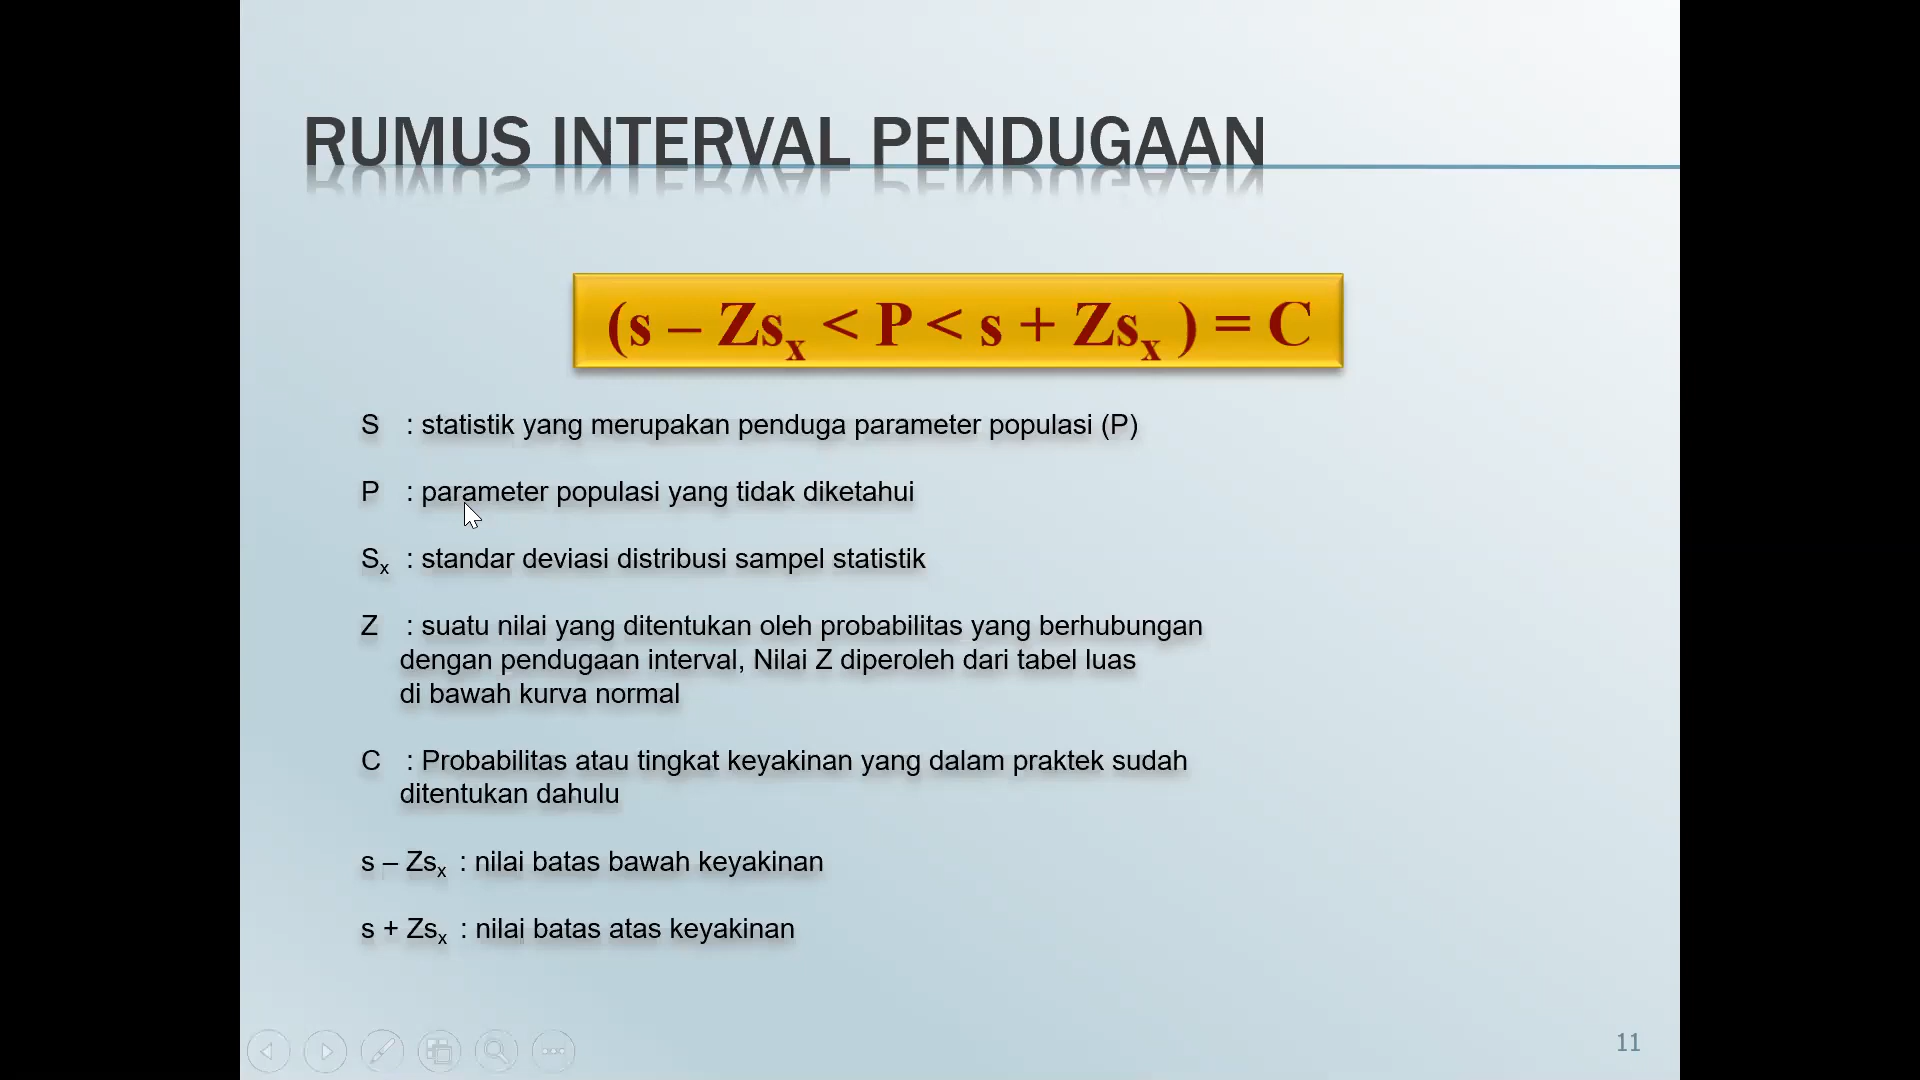 RUMUS INTERVAL PENDUGAAN
(s – Zsx < P < s + Zsx ) = C
S : statistik yang merupakan penduga parameter populasi (P)
P : parameter populasi yang tidak diketahui
Sx : standar deviasi distribusi sampel statistik
Z : suatu nilai yang ditentukan oleh probabilitas yang berhubungan
dengan pendugaan interval, Nilai Z diperoleh dari tabel luas
di bawah kurva normal
C : Probabilitas atau tingkat keyakinan yang dalam praktek sudah
ditentukan dahulu
s – Zsx : nilai batas bawah keyakinan
s + Zsx : nilai batas atas keyakinan
11